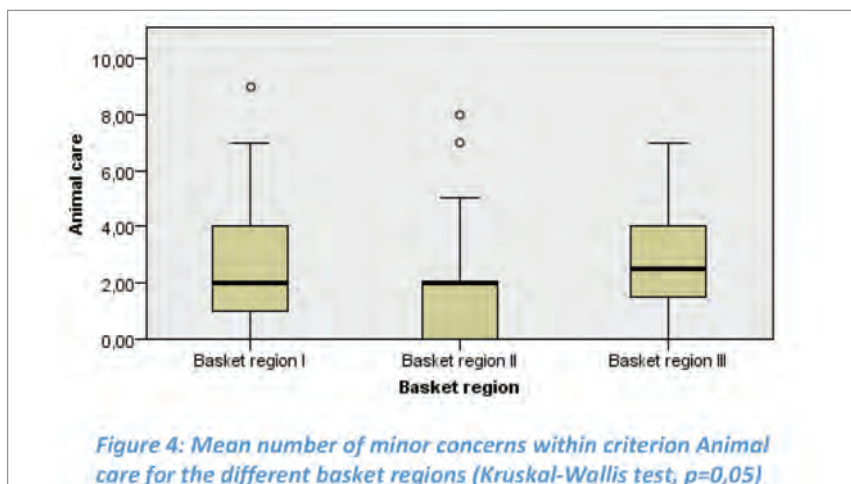 10,00
8,00
6,00
4,00
2,00
0,00
Animal care
Basket region I
Basket region II
Basket region III
Basket region
Figure 4: Mean number of minor concerns within criterion Animal
care for the different basket regions (Kruskal-Wallis test, p=0,05)